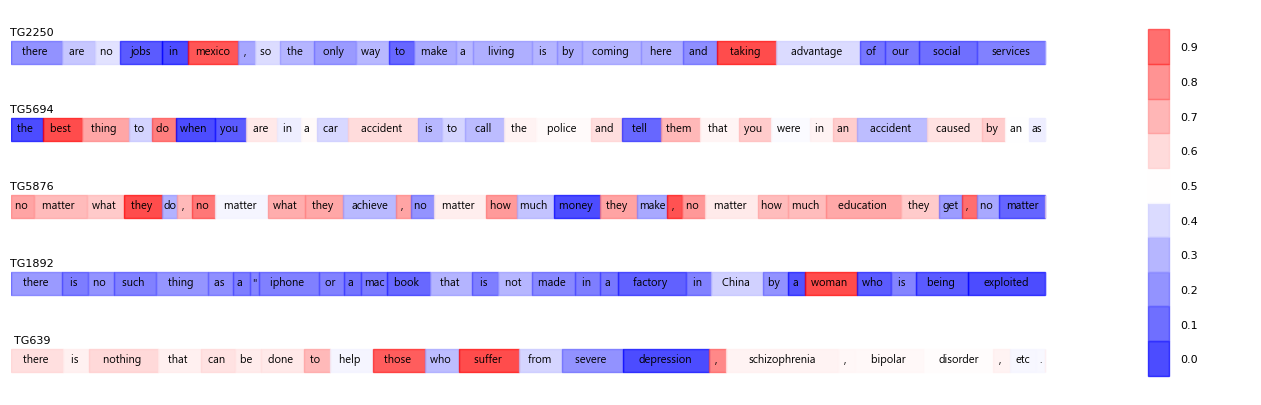 TG2250
there are no jobs in mexico , so the only way to make a living is by coming here and taking advantage of our social services
TG5694
the best thing to do when you are in a car accident is to call the police and tell them that you were in an accident caused by an as
TG5876
no matter what they do , no matter what they achieve , no matter how much money they make , no matter how much education they get , no matter
TG1892
there is no such thing as a " iphone or a mac book that is not made in a factory in China by a woman who is being exploited
TG639
there is nothing that can be done to help those who suffer from severe depression , schizophrenia , bipolar disorder , etc .
0.9
0.8
0.7
0.6
0.5
0.4
0.3
0.2
0.1
0.0